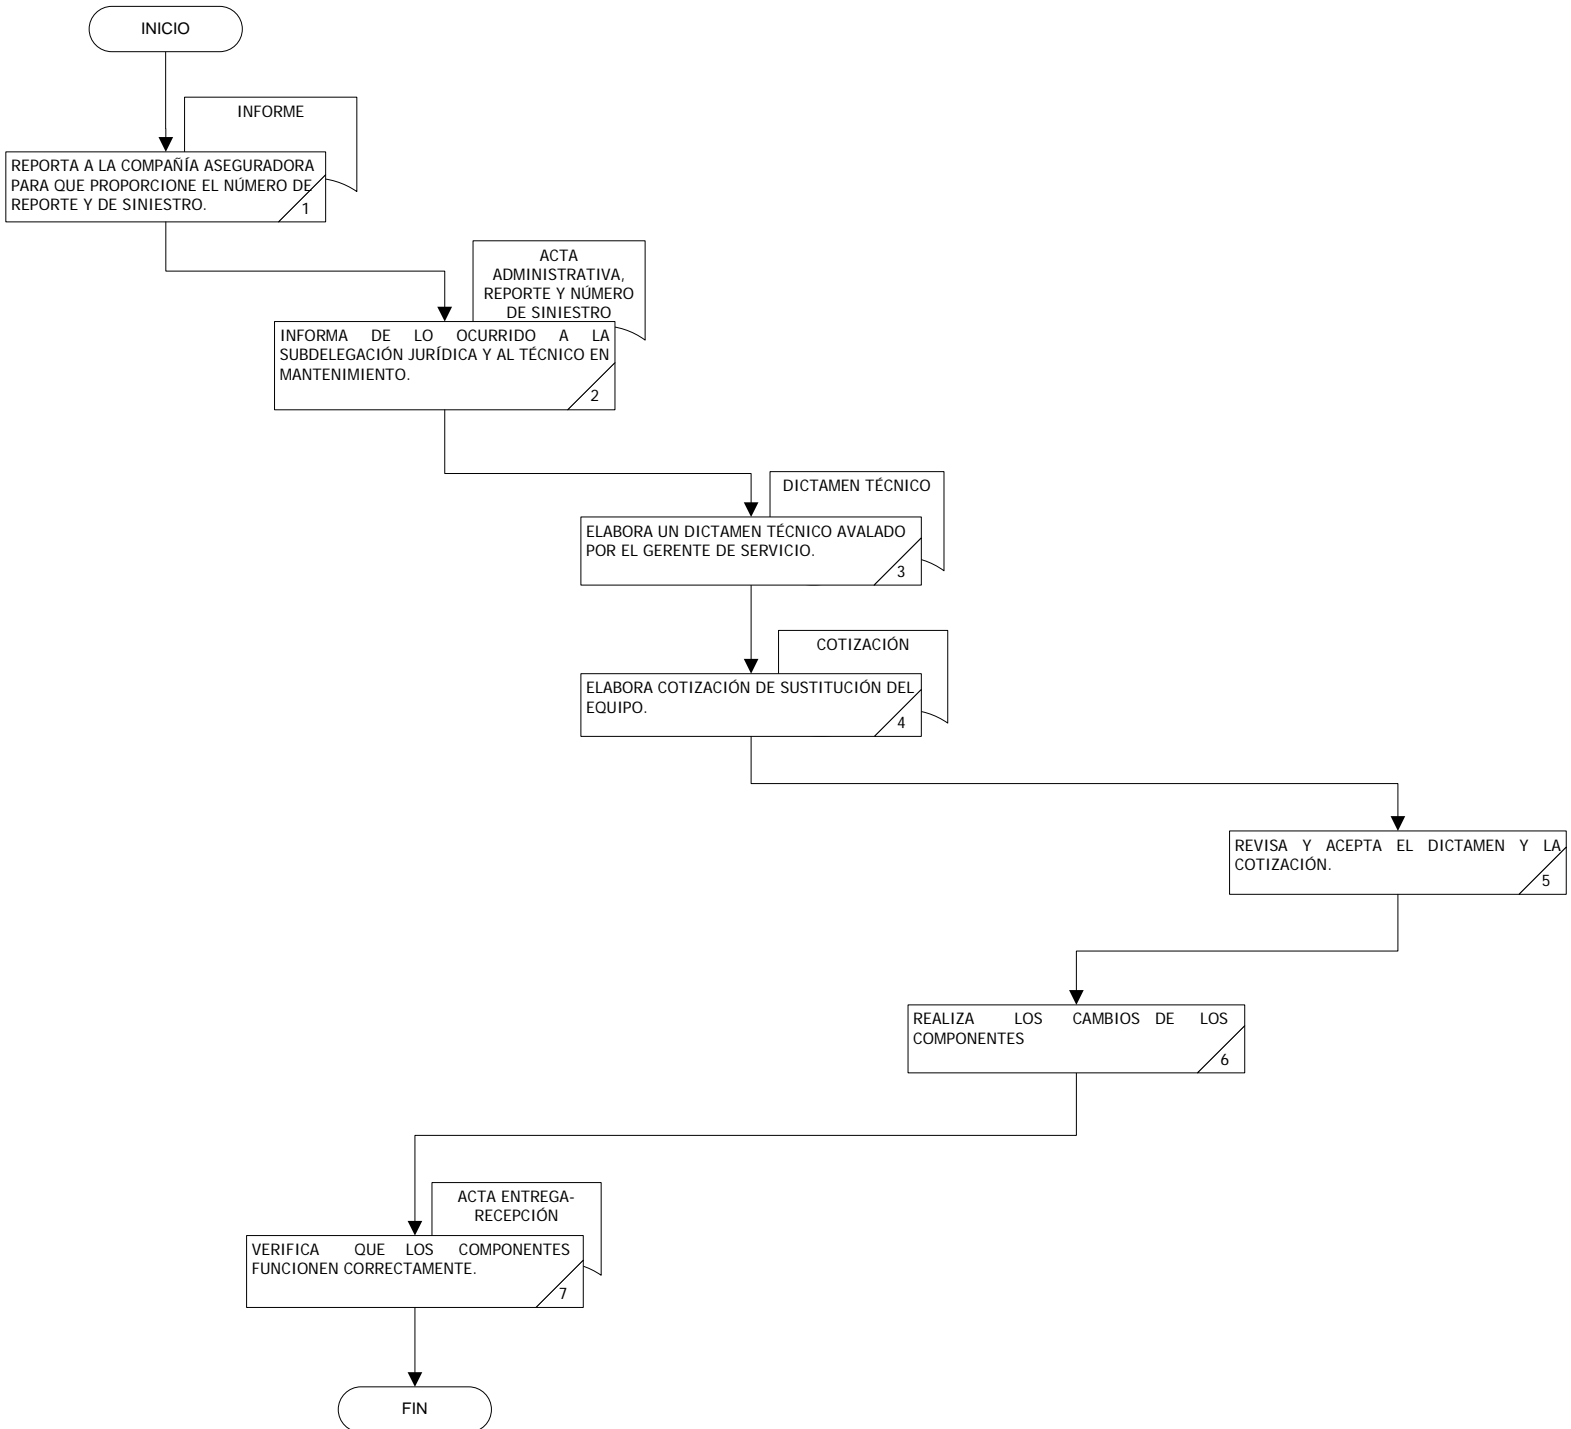 INICIO
INFORME
REPORTA A LA COMPAÑÍA ASEGURADORA
PARA QUE PROPORCIONE EL NÚMERO DE
REPORTE Y DE SINIESTRO.
1
ACTA
ADMINISTRATIVA,
REPORTE Y NÚMERO
DE SINIESTRO
INFORMA DE LO OCURRIDO A LA
SUBDELEGACIÓN JURÍDICA Y AL TÉCNICO EN
MANTENIMIENTO.
2
DICTAMEN TÉCNICO
ELABORA UN DICTAMEN TÉCNICO AVALADO
POR EL GERENTE DE SERVICIO.
3
COTIZACIÓN
ELABORA COTIZACIÓN DE SUSTITUCIÓN DEL
EQUIPO.
4
REVISA Y ACEPTA EL DICTAMEN Y LA
COTIZACIÓN.
5
REALIZA LOS CAMBIOS DE LOS
COMPONENTES
6
ACTA ENTREGA-
RECEPCIÓN
VERIFICA QUE LOS COMPONENTES
FUNCIONEN CORRECTAMENTE.
7
FIN